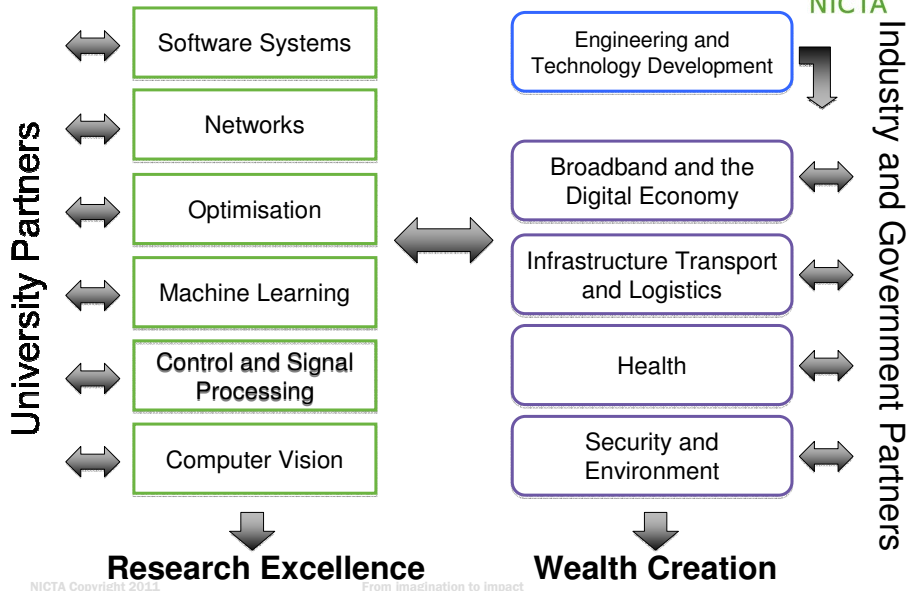 NICTA
University Partners
Software Systems
Networks
Optimisation
Machine Learning
Control and Signal
Processing
Computer Vision
Research Excellence
Engineering and
Technology Development
Broadband and the
Digital Economy
Infrastructure Transport
and Logistics
Health
Security and
Environment
Wealth Creation
Industry and Government Partners
NICTA Copyright 2011
From imagination to impact